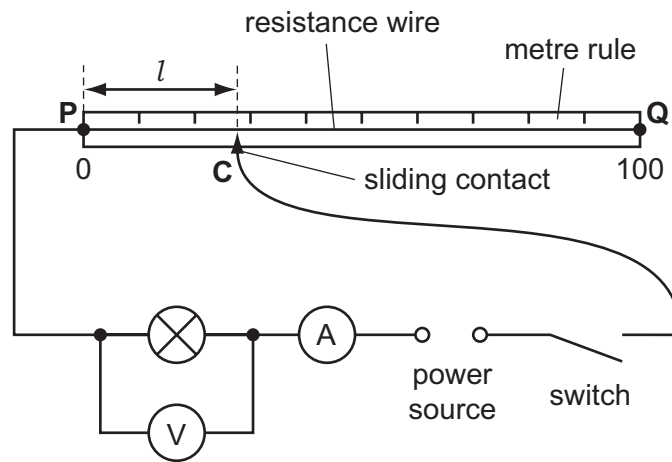 resistance wire
metre rule
l
P
Q
0
C
sliding contact
100
A
power
source
switch
V